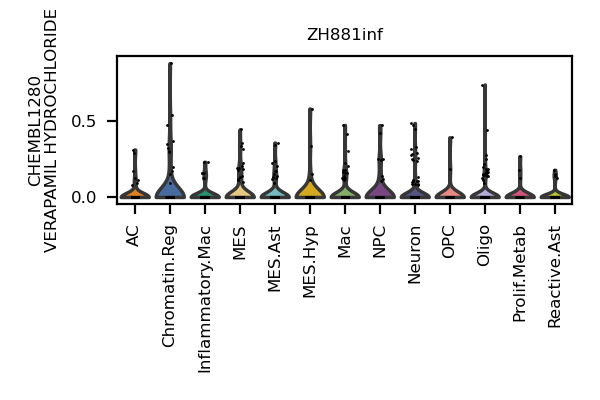 ZH881inf
CHEMBL1280
VERAPAMIL HYDROCHLORIDE
0.5
0.0
AC
Chromatin.Reg
Inflammatory.Mac
MES
MES.Ast
MES.Hyp
Mac
NPC
Neuron
OPC
Oligo
Prolif.Metab
Reactive.Ast